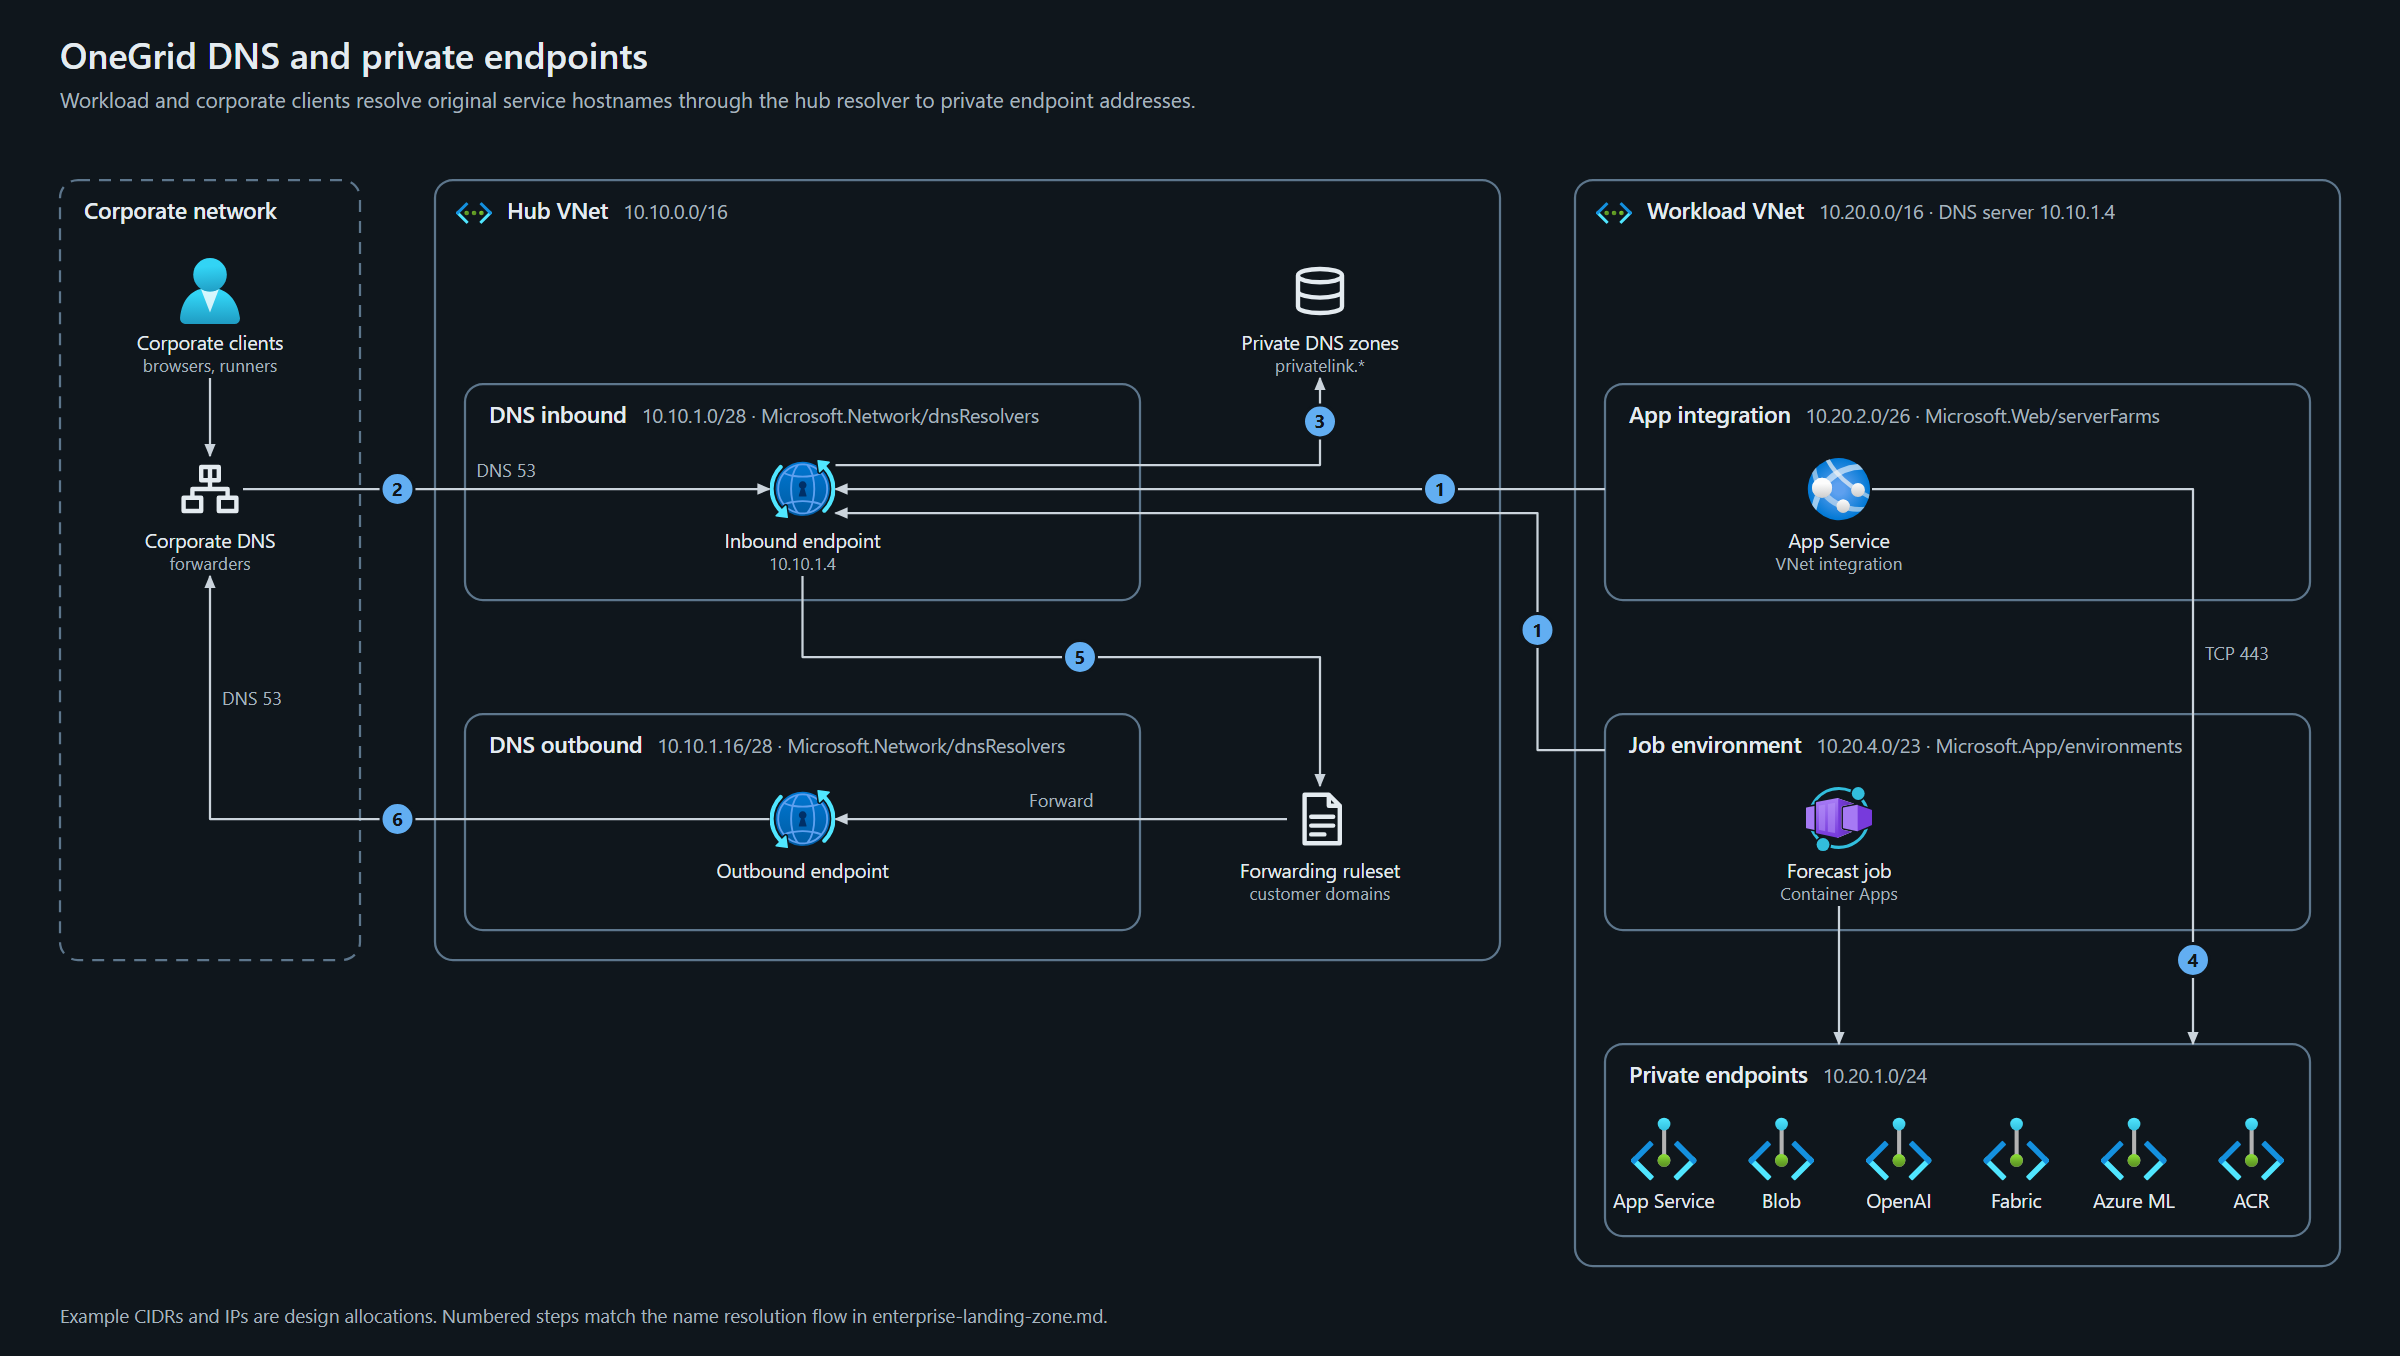 OneGrid DNS and private endpoints
Workload and corporate clients resolve original service hostnames through the hub resolver to private endpoint addresses.
Corporate network
Corporate clients
browsers, runners
Corporate DNS
forwarders
DNS 53
2
6
Hub VNet 10.10.0.0/16
Private DNS zones
privatelink.*
3
DNS inbound 10.10.1.0/28 · Microsoft.Network/dnsResolvers
DNS 53
Inbound endpoint
10.10.1.4
1
1
5
DNS outbound 10.10.1.16/28 · Microsoft.Network/dnsResolvers
Forward
Outbound endpoint
Forwarding ruleset
customer domains
Workload VNet 10.20.0.0/16 · DNS server 10.10.1.4
App integration 10.20.2.0/26 · Microsoft.Web/serverFarms
App Service
VNet integration
TCP 443
Job environment 10.20.4.0/23 · Microsoft.App/environments
Forecast job
Container Apps
4
Private endpoints 10.20.1.0/24
App Service
Blob
OpenAI
Fabric
Azure ML
ACR
Example CIDRs and IPs are design allocations. Numbered steps match the name resolution flow in enterprise-landing-zone.md.